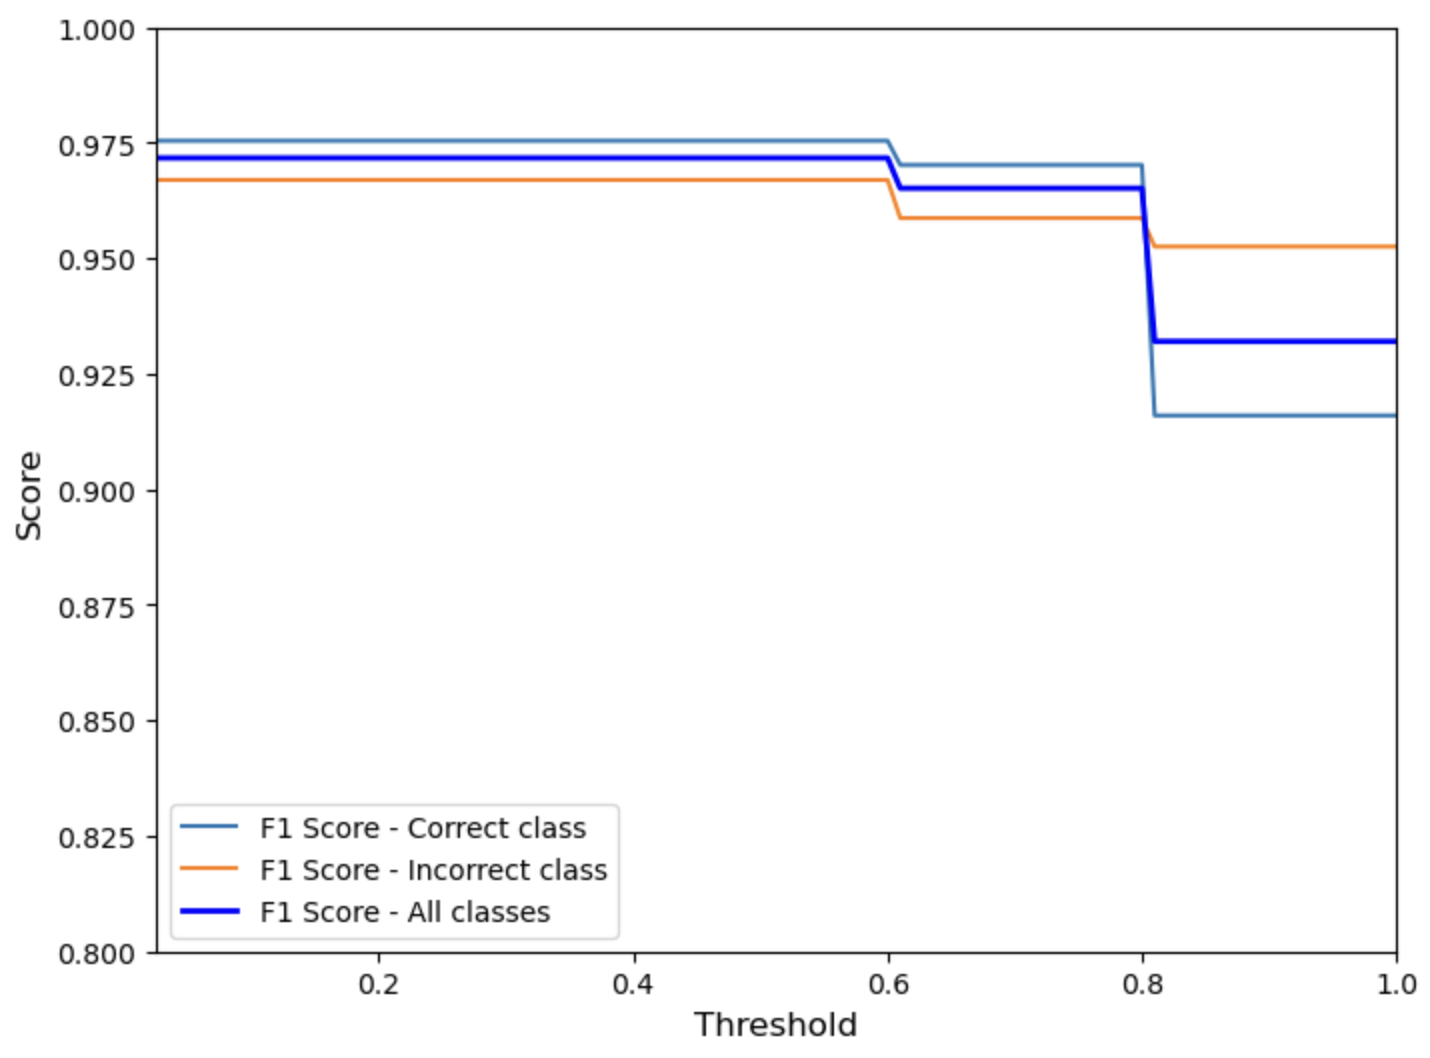 1.000
0.975
0.950
0.925
0.900
0.875
0.850
0.825
0.800
Score
F1 Score - Correct class
F1 Score - Incorrect class
F1 Score - All classes
0.2 0.4 0.6 0.8 1.0
Threshold